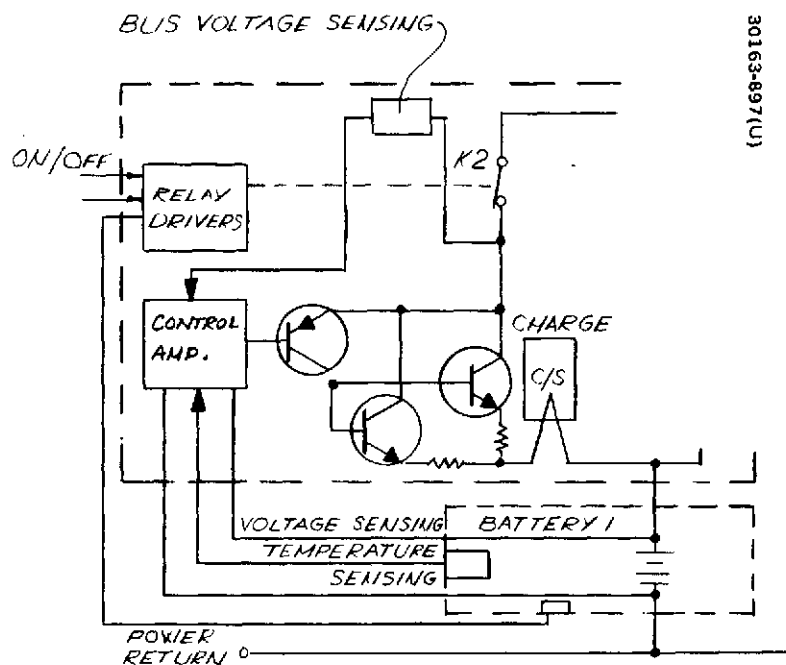 BUS VOLTAGE SENSING
30163-897(U)
ON/OFF
K2
RELAY
DRIVERS
CONTROL
AMP.
CHARGE
C/S
VOLTAGE SENSING
BATTERY 1
TEMPERATURE
SENSING
POWER
RETURN